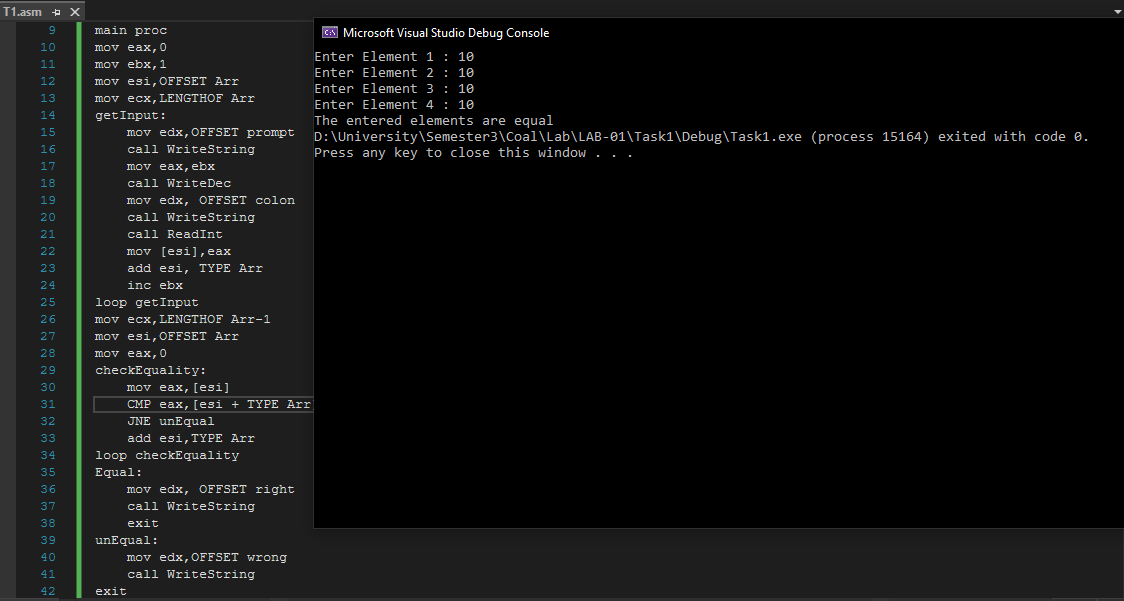 T1.asm
9 main proc
10 mov eax,0
11 mov ebx,1
12 mov esi,OFFSET Arr
13 mov ecx,LENGTHOF Arr
14 getInput:
15 mov edx,OFFSET prompt
16 call WriteString
17 mov eax,ebx
18 call WriteDec
19 mov edx, OFFSET colon
20 call WriteString
21 call ReadInt
22 mov [esi],eax
23 add esi, TYPE Arr
24 inc ebx
25 loop getInput
26 mov ecx,LENGTHOF Arr-1
27 mov esi,OFFSET Arr
28 mov eax,0
29 checkEquality:
30 mov eax,[esi]
31 CMP eax,[esi + TYPE Arr
32 JNE unEqual
33 add esi,TYPE Arr
34 loop checkEquality
35 Equal:
36 mov edx, OFFSET right
37 call WriteString
38 exit
39 unEqual:
40 mov edx,OFFSET wrong
41 call WriteString
42 exit
C:\ Microsoft Visual Studio Debug Console
Enter Element 1 : 10
Enter Element 2 : 10
Enter Element 3 : 10
Enter Element 4 : 10
The entered elements are equal
D:\University\Semester3\Coal\Lab\LAB-01\Task1\Debug\Task1.exe (process 15164) exited with code 0.
Press any key to close this window . . .